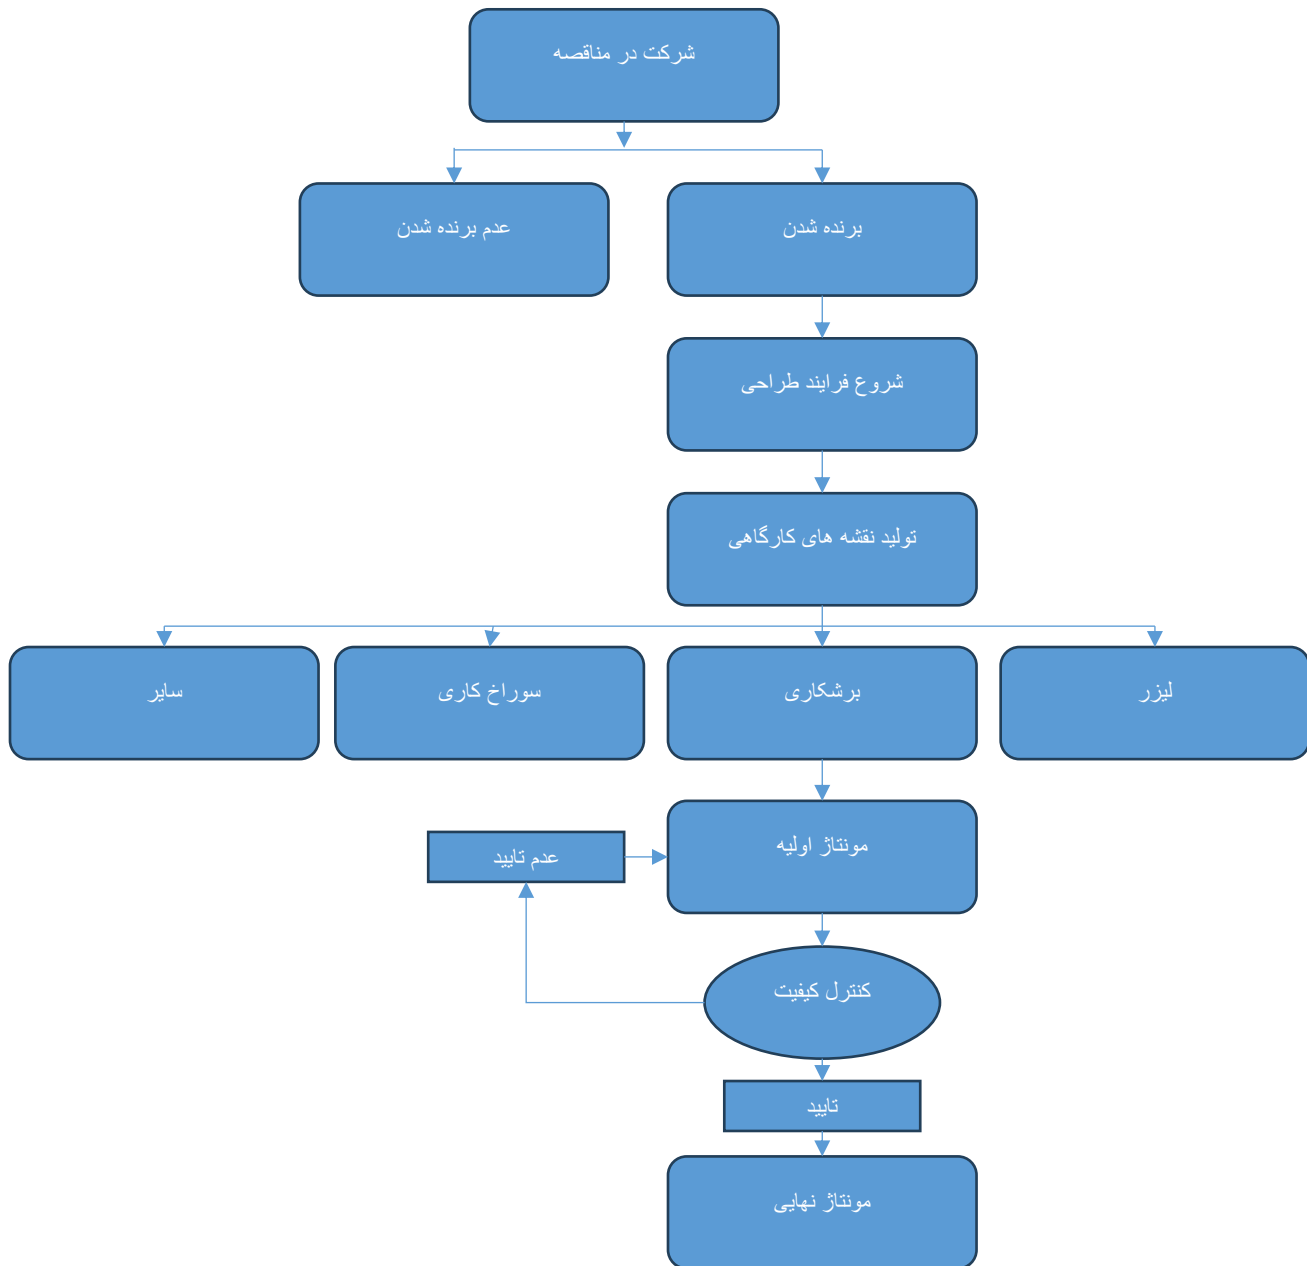 شرکت در مناقصه
برنده شدن
عدم برنده شدن
شروع فرایند طراحی
تولید نقشه های کارگاهی
لیزر
برشکاری
سوراخ کاری
سایر
مونتاژ اولیه
عدم تایید
کنترل کیفیت
تایید
مونتاژ نهایی